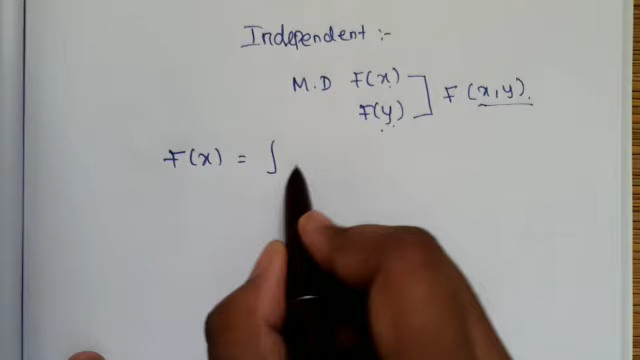 Independent :-
M.D F(x) ] F (x,y).
F(y)
F(x) = ∫